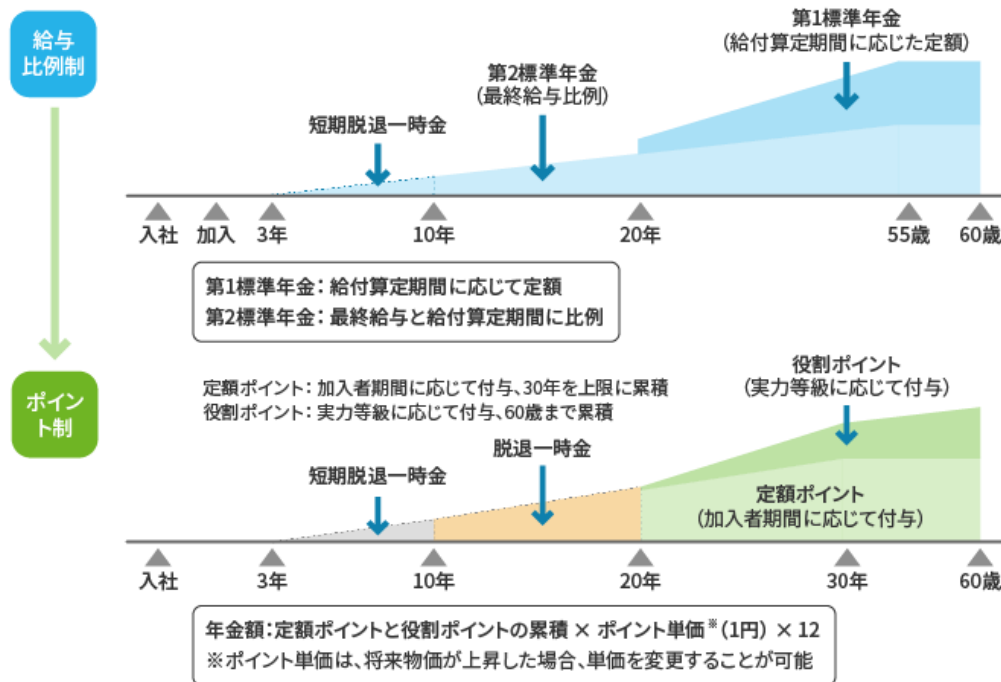 給与
比例制
第1標準年金
(給付算定期間に応じた定額)
第2標準年金
(最終給与比例)
短期脱退一時金
入社
加入
3年
10年
20年
55歳
60歳
第1標準年金：給付算定期間に応じて定額
第2標準年金：最終給与と給付算定期間に比例
ポイン
ト制
定額ポイント：加入者期間に応じて付与、30年を上限に累積
役割ポイント：実力等級に応じて付与、60歳まで累積
役割ポイント
(実力等級に応じて付与)
脱退一時金
短期脱退一時金
定額ポイント
(加入者期間に応じて付与)
入社
3年
10年
20年
30年
60歳
年金額：定額ポイントと役割ポイントの累積 × ポイント単価※(1円) × 12
※ポイント単価は、将来物価が上昇した場合、単価を変更することが可能